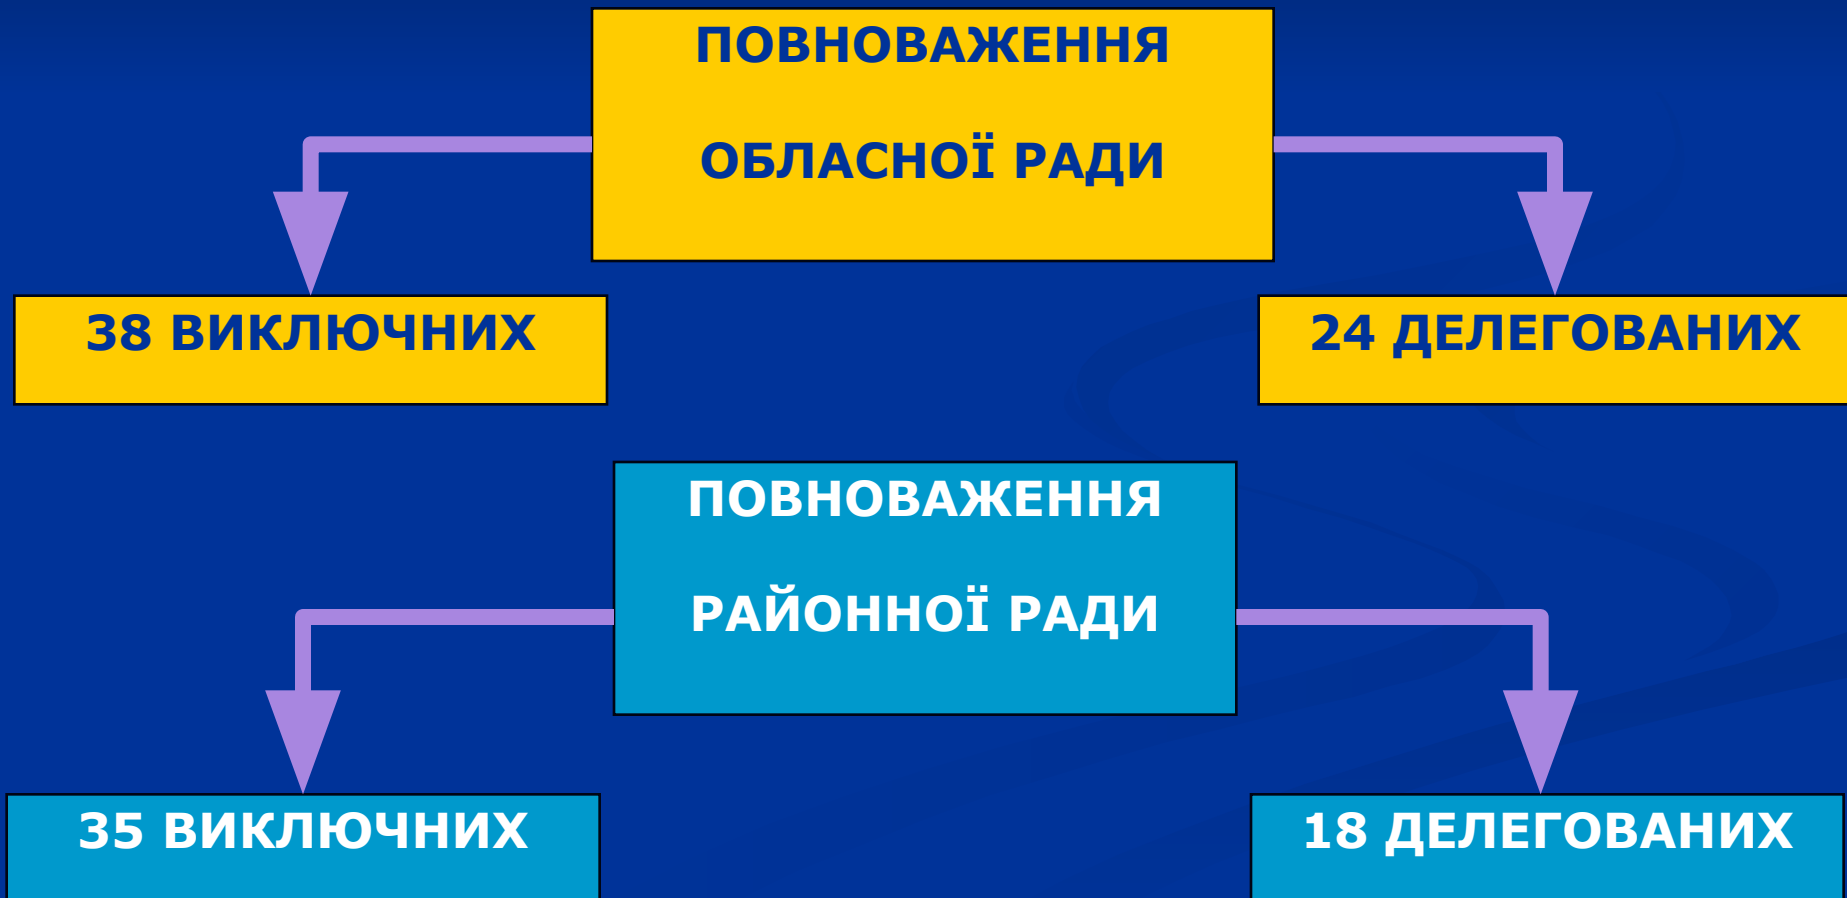 ПОВНОВАЖЕННЯ
ОБЛАСНОЇ РАДИ
38 ВИКЛЮЧНИХ
24 ДЕЛЕГОВАНИХ
ПОВНОВАЖЕННЯ
РАЙОННОЇ РАДИ
35 ВИКЛЮЧНИХ
18 ДЕЛЕГОВАНИХ